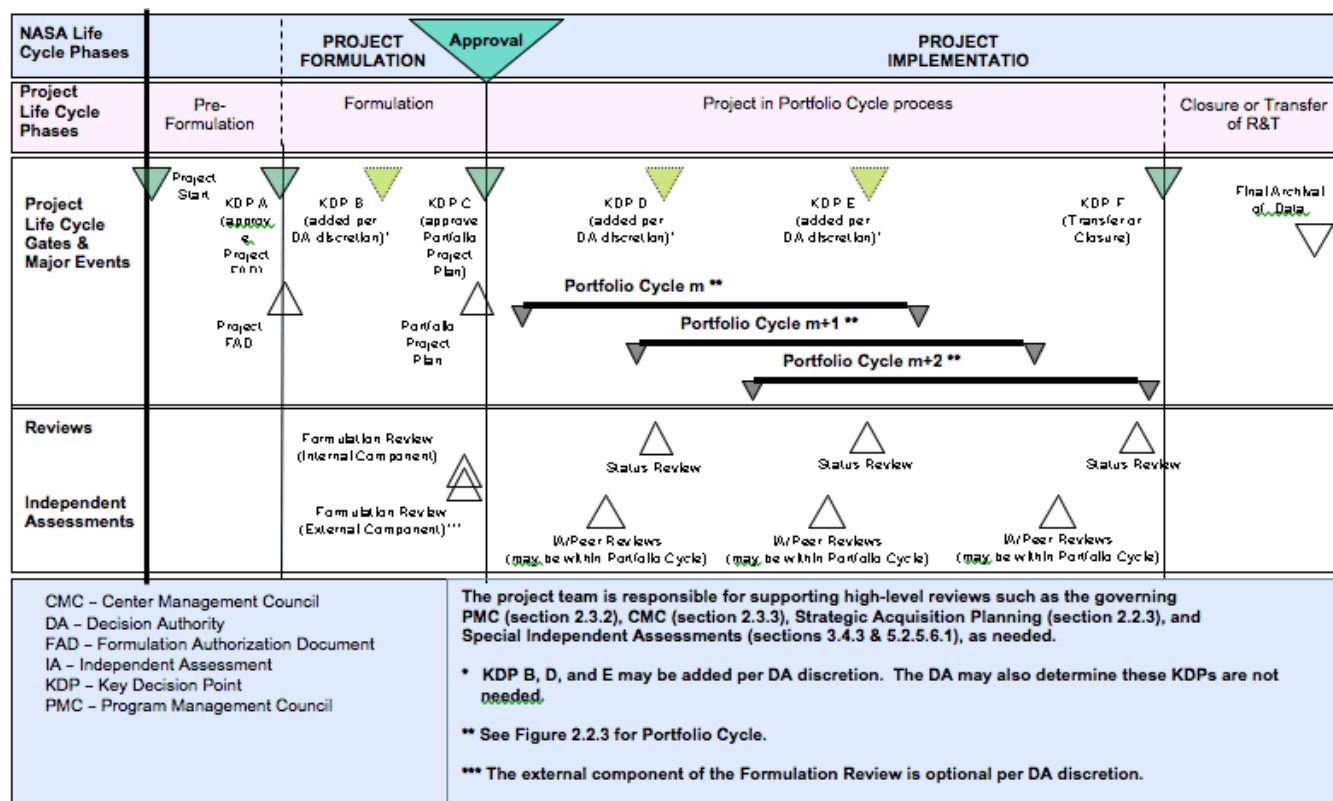 NASA Life
Cycle Phases
PROJECT
FORMULATION
Approval
PROJECT
IMPLEMENTATIO
Project
Life Cycle
Phases
Pre-
Formulation
Formulation
Project in Portfolio Cycle process
Closure or Transfer
of R&T
Project
Life Cycle
Gates &
Major Events
Project
Start
KDP A
(approv
e
Project
FAD)
KDP B
(added per
DA discretion)*
KDP C
(approve
Portfolio
Project
Plan)
KDP D
(added per
DA discretion)*
KDP E
(added per
DA discretion)*
KDP F
(Transfer or
Closure)
Final Archival
of Data
Project
FAD
Portfolio
Project
Plan
Portfolio Cycle m **
Portfolio Cycle m+1 **
Portfolio Cycle m+2 **
Reviews
Formulation Review
(Internal Component)
Status Review
Status Review
Status Review
Independent
Assessments
Formulation Review
(External Component)***
IA/Peer Reviews
(may be within Portfolio Cycle)
IA/Peer Reviews
(may be within Portfolio Cycle)
IA/Peer Reviews
(may be within Portfolio Cycle)
CMC – Center Management Council
DA – Decision Authority
FAD – Formulation Authorization Document
IA – Independent Assessment
KDP – Key Decision Point
PMC – Program Management Council
The project team is responsible for supporting high-level reviews such as the governing
PMC (section 2.3.2), CMC (section 2.3.3), Strategic Acquisition Planning (section 2.2.3), and
Special Independent Assessments (sections 3.4.3 & 5.2.5.6.1), as needed.
* KDP B, D, and E may be added per DA discretion. The DA may also determine these KDPs are not
needed.
** See Figure 2.2.3 for Portfolio Cycle.
*** The external component of the Formulation Review is optional per DA discretion.